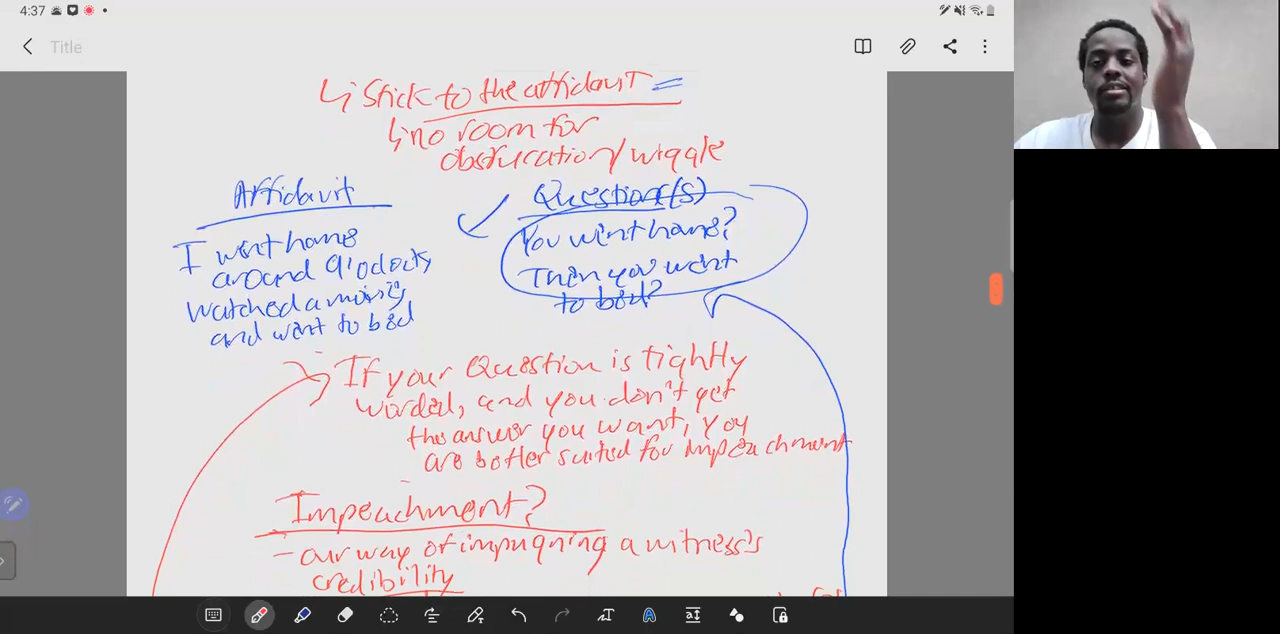 4:37
Title
↳ Stick to the affidavit =
↳ no room for
obsfucation/wiggle
Affidavit
I went home
around 9 o'clock,
watched a movie,
and went to bed
Question(s)
You went home?
Then you went
to bed?
If your Question is tightly
worded, and you don't get
the answer you want, you
are better suited for impeachment
Impeachment?
- our way of impugning a witness's
credibility